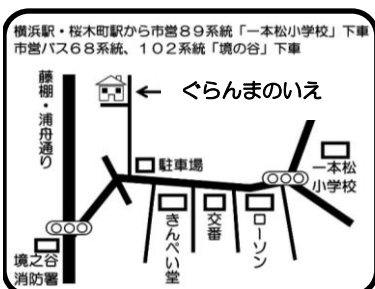 横浜駅・桜木町駅から市営８９系統「一本松小学校」下車
市営バス６８系統、１０２系統「境の谷」下車
藤棚・浦舟通り
← ぐらんまのいえ
駐車場
一本松
小学校
きんぺい堂
交番
ローソン
境之谷
消防署